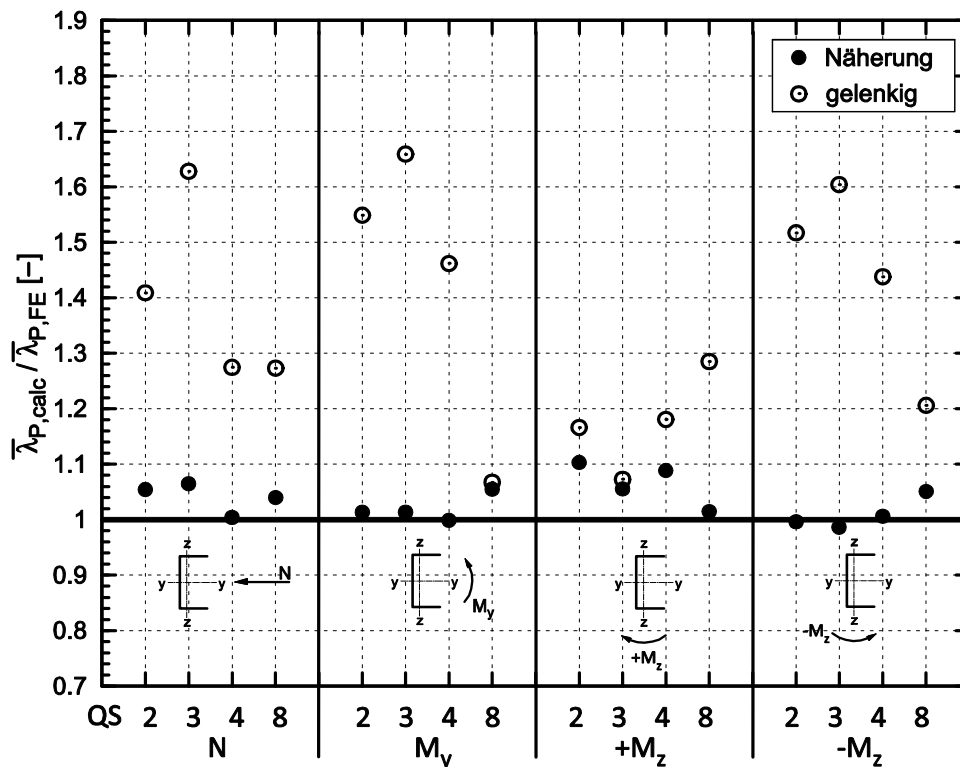 1.9
1.8
1.7
1.6
1.5
1.4
1.3
1.2
1.1
1
0.9
0.8
0.7
λ̅P,calc / λ̅P,FE [−]
Näherung
gelenkig
z
y y N
z
z
y y
z My
z
y y
z
+Mz
z
y y
z
-Mz
QS 2 3 4 8 2 3 4 8 2 3 4 8 2 3 4 8
N My +Mz -Mz